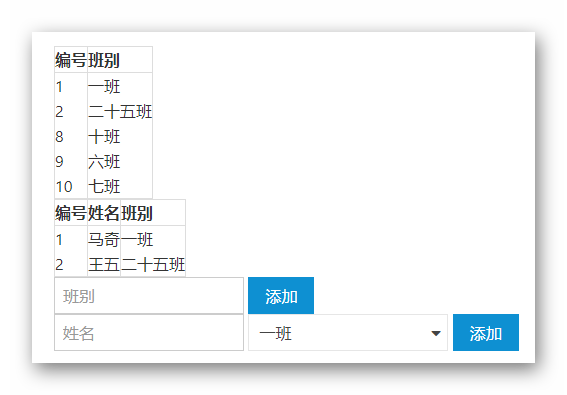 编号 班别
1 一班
2 二十五班
8 十班
9 六班
10 七班
编号 姓名 班别
1 马奇 一班
2 王五 二十五班
班别 添加
姓名 一班 添加